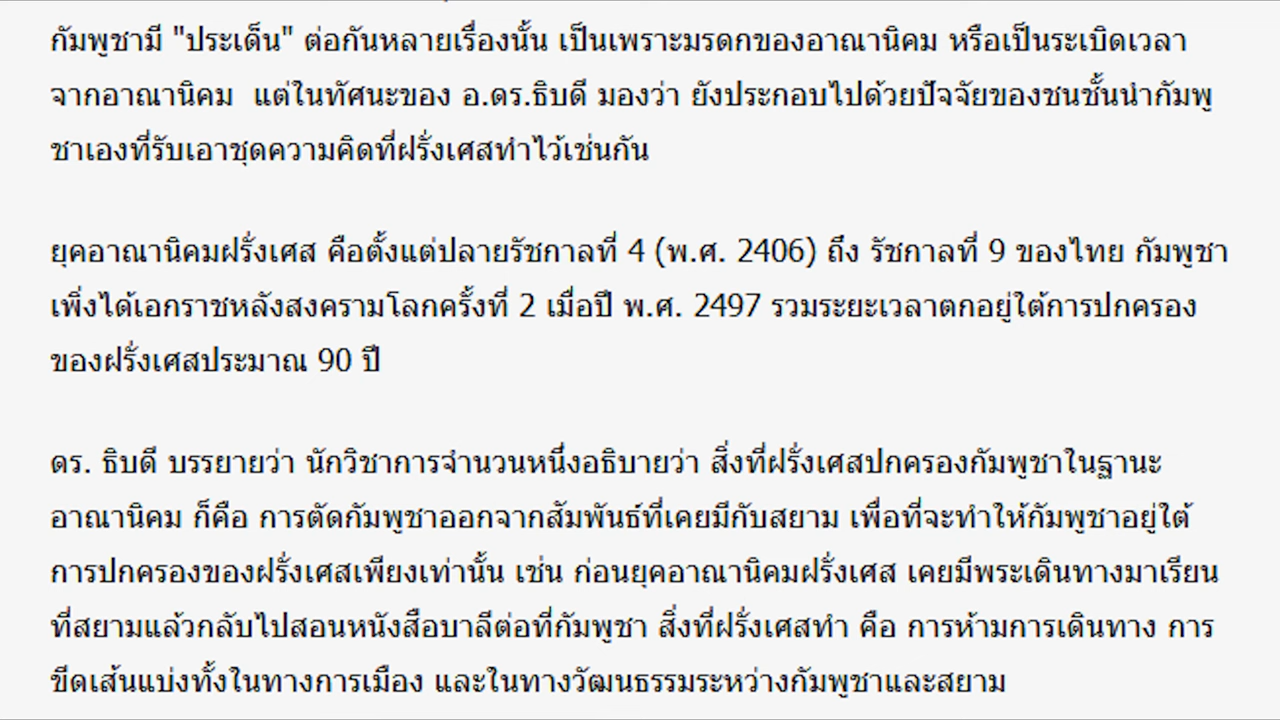 กัมพูชามี "ประเด็น" ต่อกันหลายเรื่องนั้น เป็นเพราะมรดกของอาณานิคม หรือเป็นระเบิดเวลา
จากอาณานิคม  แต่ในทัศนะของ อ.ดร.ธิบดี มองว่า ยังประกอบไปด้วยปัจจัยของชนชั้นนำกัมพู
ชาเองที่รับเอาชุดความคิดที่ฝรั่งเศสทำไว้เช่นกัน
ยุคอาณานิคมฝรั่งเศส คือตั้งแต่ปลายรัชกาลที่ 4 (พ.ศ. 2406) ถึง รัชกาลที่ 9 ของไทย กัมพูชา
เพิ่งได้เอกราชหลังสงครามโลกครั้งที่ 2 เมื่อปี พ.ศ. 2497 รวมระยะเวลาตกอยู่ใต้การปกครอง
ของฝรั่งเศสประมาณ 90 ปี
ดร. ธิบดี บรรยายว่า นักวิชาการจำนวนหนึ่งอธิบายว่า สิ่งที่ฝรั่งเศสปกครองกัมพูชาในฐานะ
อาณานิคม ก็คือ การตัดกัมพูชาออกจากสัมพันธ์ที่เคยมีกับสยาม เพื่อที่จะทำให้กัมพูชาอยู่ใต้
การปกครองของฝรั่งเศสเพียงเท่านั้น เช่น ก่อนยุคอาณานิคมฝรั่งเศส เคยมีพระเดินทางมาเรียน
ที่สยามแล้วกลับไปสอนหนังสือบาลีต่อที่กัมพูชา สิ่งที่ฝรั่งเศสทำ คือ การห้ามการเดินทาง การ
ขีดเส้นแบ่งทั้งในทางการเมือง และในทางวัฒนธรรมระหว่างกัมพูชาและสยาม